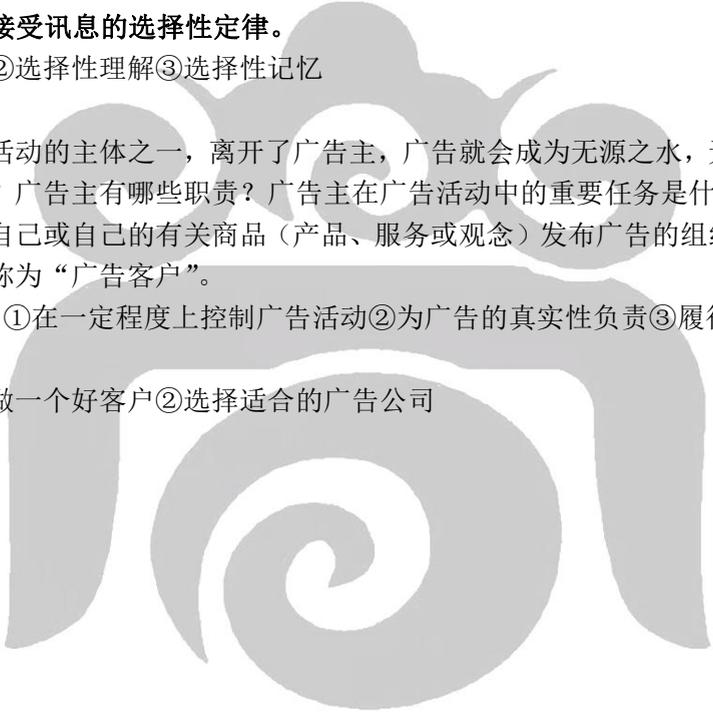 接受讯息的选择性定律。
②选择性理解③选择性记忆
活动的主体之一，离开了广告主，广告就会成为无源之水，
广告主有哪些职责？广告主在广告活动中的重要任务是什
自己或自己的有关商品（产品、服务或观念）发布广告的组
称为“广告客户”。
①在一定程度上控制广告活动②为广告的真实性负责③履
做一个好客户②选择适合的广告公司